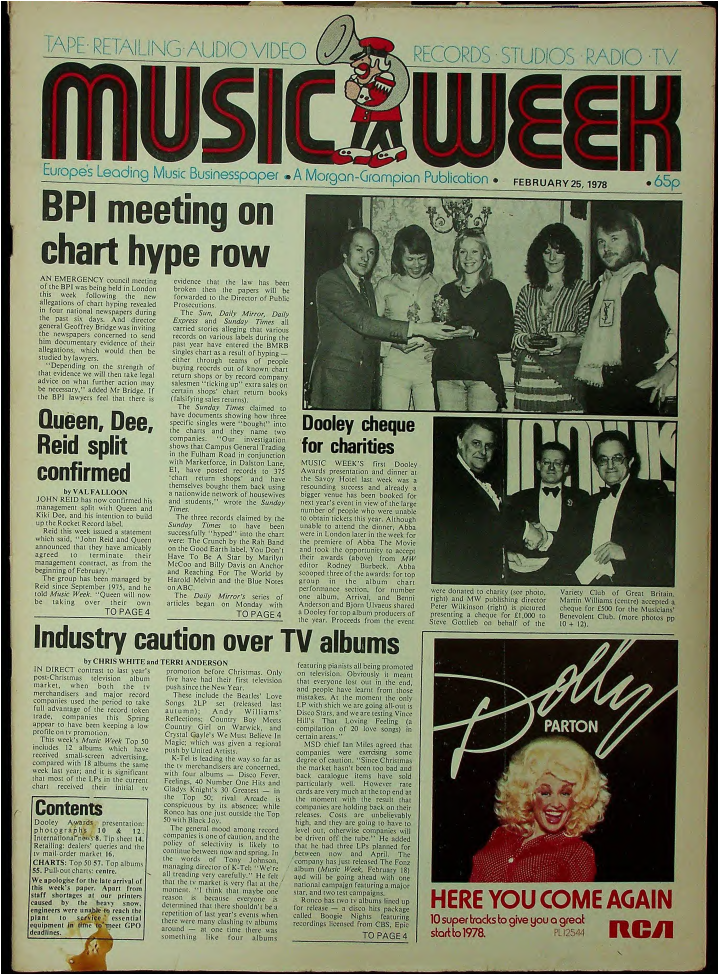 TAPE·RETAILING·AUDIO VIDEO RECORDS·STUDIOS·RADIO·TV
MUSIC WEEK
Europe's Leading Music Businesspaper • A Morgan-Grampian Publication • FEBRUARY 25, 1978 • 65p
BPI meeting on
chart hype row
AN EMERGENCY council meeting
of the BPI was being held in London
this week following the new
allegations of chart hyping revealed
in four national newspapers during
the past six days. And director
general Geoffrey Bridge was inviting
the newspapers concerned to send
him documentary evidence of their
allegations, which would then be
studied by lawyers.
"Depending on the strength of
that evidence we will then take legal
advice on what further action may
be necessary," added Mr Bridge. If
the BPI lawyers feel that there is
evidence that the law has been
broken then the papers will be
forwarded to the Director of Public
Prosecutions.
The Sun, Daily Mirror, Daily
Express and Sunday Times all
carried stories alleging that various
records on various labels during the
past year have entered the BMRB
singles chart as a result of hyping —
either through teams of people
buying reocrds out of known chart
return shops or by record company
salesmen "ticking up" extra sales on
certain shops' chart return books
(falsifying sales returns).
The Sunday Times claimed to
have documents showing how three
specific singles were "bought" into
the charts and they name two
companies. "Our investigation
shows that Campus General Trading
in the Fulham Road in conjunction
with Markerforce, in Dalston Lane,
E1, have posted records to 375
'chart return shops' and have
themselves bought them back using
a nationwide network of housewives
and students," wrote the Sunday
Times.
The three records claimed by the
Sunday Times to have been
successfully "hyped" into the chart
were: The Crunch by the Rah Band
on the Good Earth label, You Don't
Have To Be A Star by Marilyn
McCoo and Billy Davis on Anchor
and Reaching For The World by
Harold Melvin and the Blue Notes
on ABC.
The Daily Mirror's series of
articles began on Monday with
TO PAGE 4
Queen, Dee,
Reid split
confirmed
by VAL FALLOON
JOHN REID has now confirmed his
management split with Queen and
Kiki Dee, and his intention to build
up the Rocket Record label.
Reid this week issued a statement
which said, "John Reid and Queen
announced that they have amicably
agreed to terminate their
management contract, as from the
beginning of February."
The group has been managed by
Reid since September 1975, and he
told Music Week. "Queen will now
be taking over their own
TO PAGE 4
Dooley cheque
for charities
MUSIC WEEK'S first Dooley
Awards presentation and dinner at
the Savoy Hotel last week was a
resounding success and already a
bigger venue has been booked for
next year's event in view of the large
number of people who were unable
to obtain tickets this year. Although
unable to attend the dinner, Abba
were in London later in the week for
the premiere of Abba The Movie
and took the opportunity to accept
their awards (above) from MW
editor Rodney Burbeck. Abba
scooped three of the awards: for top
group in the album chart
performance section, for number
one album, Arrival, and Benni
Anderson and Bjorn Ulvaeus shared
a Dooley for top album producers of
the year. Proceeds from the event
were donated to charity (see photo,
right) and MW publishing director
Peter Wilkinson (right) is pictured
presenting a cheque for £1,000 to
Steve Gottlieb on behalf of the
Variety Club of Great Britain,
Martin Williams (centre) accepted a
cheque for £500 for the Musicians'
Benevolent Club. (more photos pp
10 + 12).
Industry caution over TV albums
by CHRIS WHITE and TERRI ANDERSON
IN DIRECT contrast to last year's
post-Christmas television album
market, when both the tv
merchandisers and major record
companies used the period to take
full advantage of the record token
trade, companies this Spring
appear to have been keeping a low
profile on tv promotion.
This week's Music Week Top 50
includes 12 albums which have
received small-screen advertising,
compared with 18 albums the same
week last year; and it is significant
that most of the LPs in the current
chart received their initial tv
promotion before Christmas. Only
five have had their first television
push since the New Year.
These include the Beatles' Love
Songs 2LP set (released last
autumn); Andy Williams'
Reflections; Country Boy Meets
Country Girl on Warwick, and
Crystal Gayle's We Must Believe In
Magic, which was given a regional
push by United Artists.
K-Tel is leading the way so far as
the tv merchandisers are concerned,
with four albums — Disco Fever,
Feelings, 40 Number One Hits and
Gladys Knight's 30 Greatest — in
the Top 50; rival Arcade is
conspicuous by its absence; while
Ronco has one just outside the Top
50 with Black Joy.
The general mood among record
companies is one of caution, and the
policy of selectivity is likely to
continue between now and spring. In
the words of Tony Johnson,
managing director of K-Tel: "We're
all treading very carefully." He felt
that the tv market is very flat at the
moment. "I think that maybe one
reason is because everyone is
determined that there shouldn't be a
repetition of last year's events when
there were many clashing tv albums
around — at one time there was
something like four albums
featuring pianists all being promoted
on television. Obviously it meant
that everyone lost out in the end,
and people have learnt from those
mistakes. At the moment the only
LP with shich we are going all-out is
Disco Stars, and we are testing Vince
Hill's That Loving Feeling (a
compilation of 20 love songs) in
certain areas."
MSD chief Ian Miles agreed that
companies were exercising some
degree of caution. "Since Christmas
the market hasn't been too bad and
back catalogue items have sold
particularly well. However rate
cards are very much at the top end at
the moment with the result that
companies are holding back on their
releases. Costs are unbelievably
high, and they are going to have to
level out, otherwise companies will
be driven off the tube." He added
that he had three LPs planned for
between now and April. The
company has just released The Fonz
album (Music Week, February 18)
and will be going ahead with one
national campaign featuring a major
star, and two test campaigns.
Ronco has two tv albums lined up
for release — a disco hits package
called Boogie Nights featuring
recordings licensed from CBS, Epic
TO PAGE 4
Contents
Dooley Awards presentation:
photographs 10 & 12.
International news 8. Tip sheet 14.
Retailing: dealers' queries and the
tv mail-order market 16.
CHARTS: Top 50 57. Top albums
55. Pull-out charts: centre.
We apologise for the late arrival of
this week's paper. Apart from
staff shortages at our printers
caused by the heavy snow,
engineers were unable to reach the
plant to service essential
equipment in time to meet GPO
deadlines.
Dolly
PARTON
HERE YOU COME AGAIN
10 super tracks to give you a great
start to 1978. PL 12544 RCA